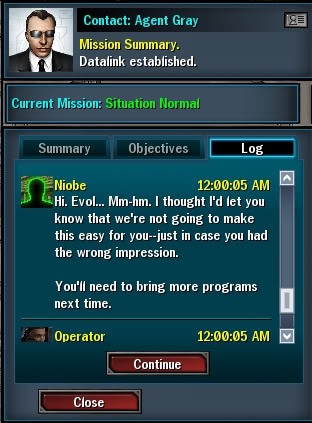 Contact: Agent Gray
Mission Summary.
Datalink established.
Current Mission: Situation Normal
Summary Objectives Log
Niobe 12:00:05 AM
Hi. Evol... Mm-hm. I thought I'd let you
know that we're not going to make
this easy for you--just in case you had
the wrong impression.
You'll need to bring more programs
next time.
Operator 12:00:05 AM
Continue
Close